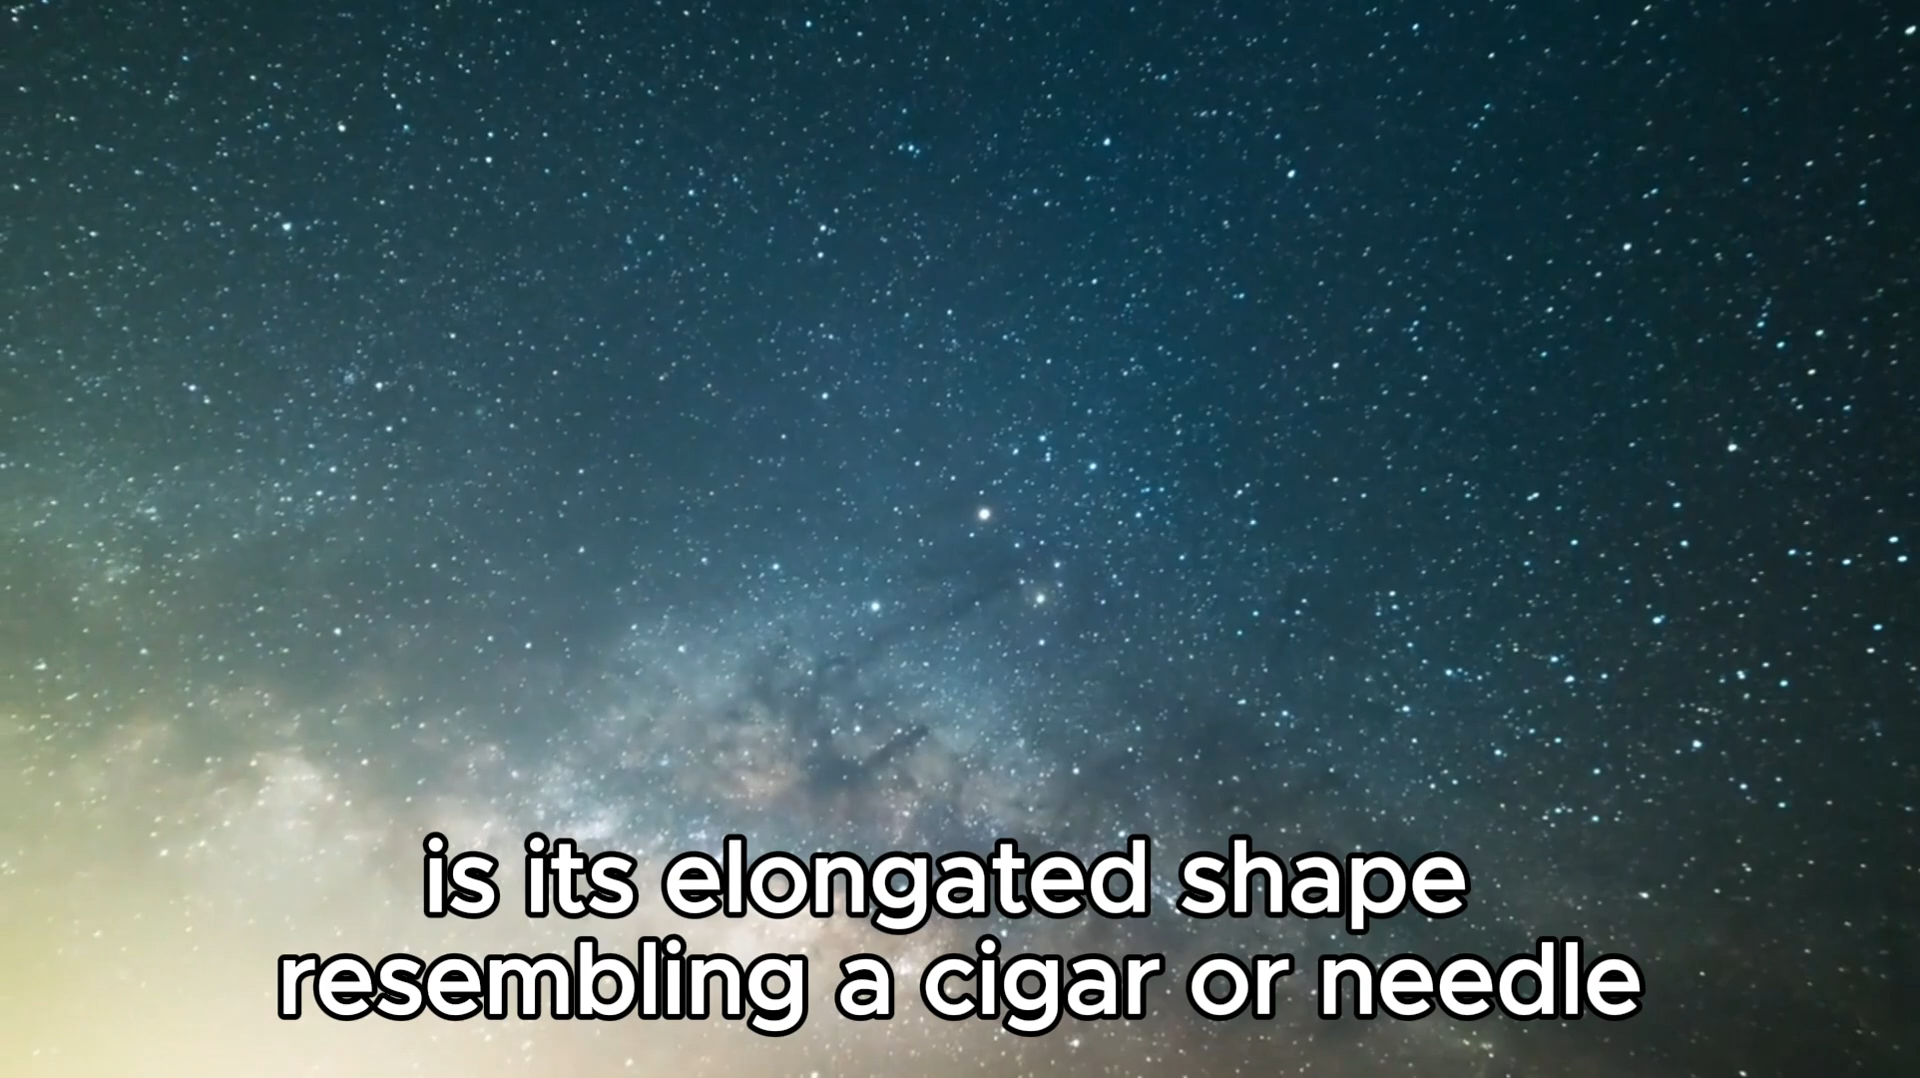 is its elongated shape
resembling a cigar or needle